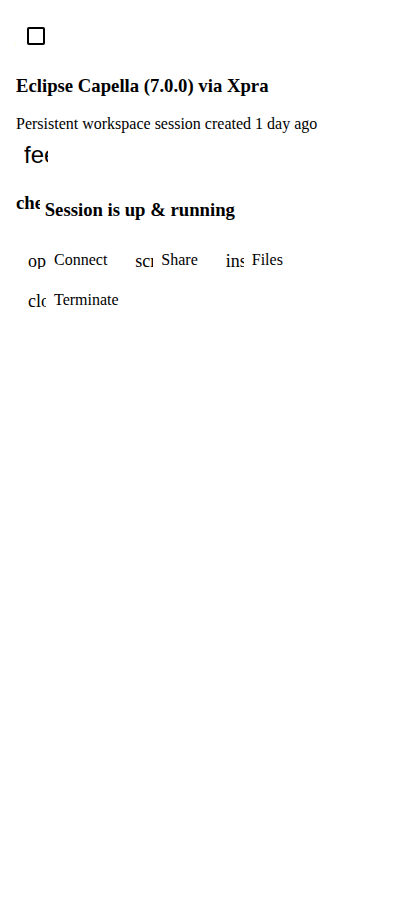 Eclipse Capella (7.0.0) via Xpra
Persistent workspace session created 1 day ago
fee
che Session is up & running
op Connect scr Share ins Files
clo Terminate